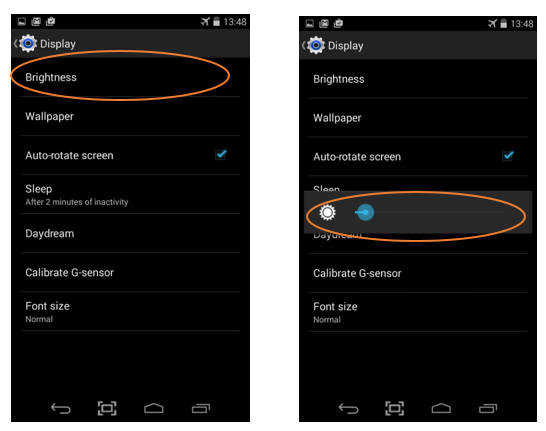 13:48
Display
Brightness
Wallpaper
Auto-rotate screen
Sleep
After 2 minutes of inactivity
Daydream
Calibrate G-sensor
Font size
Normal
13:48
Display
Brightness
Wallpaper
Auto-rotate screen
Sleep
Daydream
Calibrate G-sensor
Font size
Normal